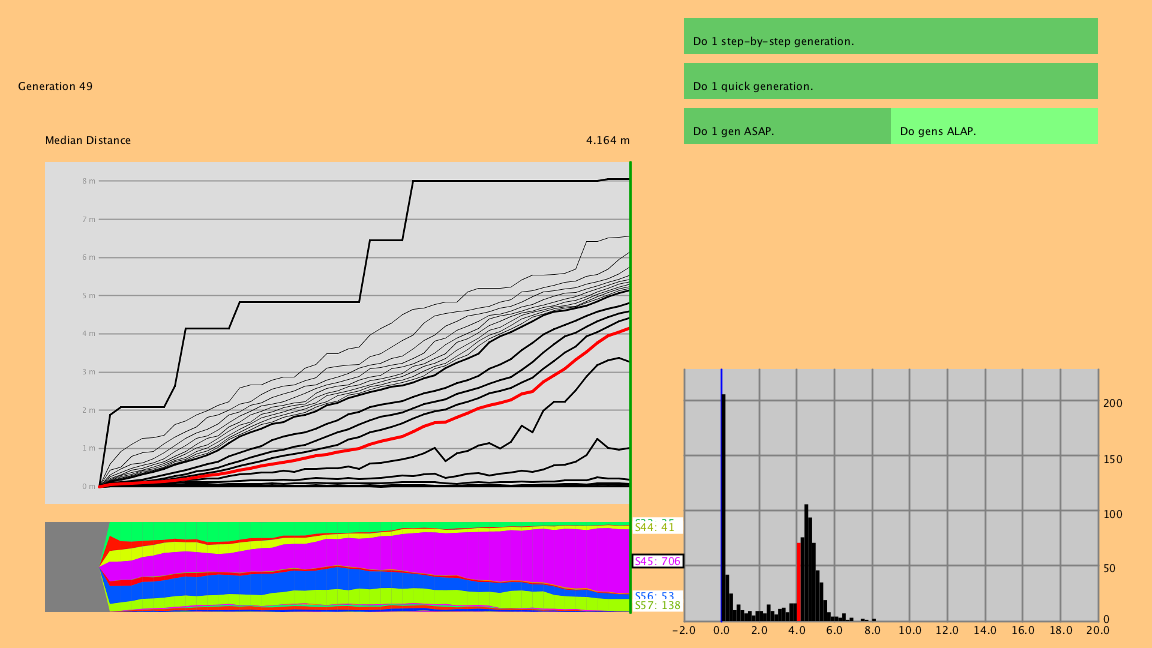 Do 1 step-by-step generation.
Generation 49
Do 1 quick generation.
Do 1 gen ASAP.
Do gens ALAP.
Median Distance
4.164 m
8 m
7 m
6 m
5 m
4 m
3 m
2 m
1 m
0 m
S44: 41
S45: 706
S56: 53
S57: 138
200
150
100
50
0
-2.0 0.0 2.0 4.0 6.0 8.0 10.0 12.0 14.0 16.0 18.0 20.0